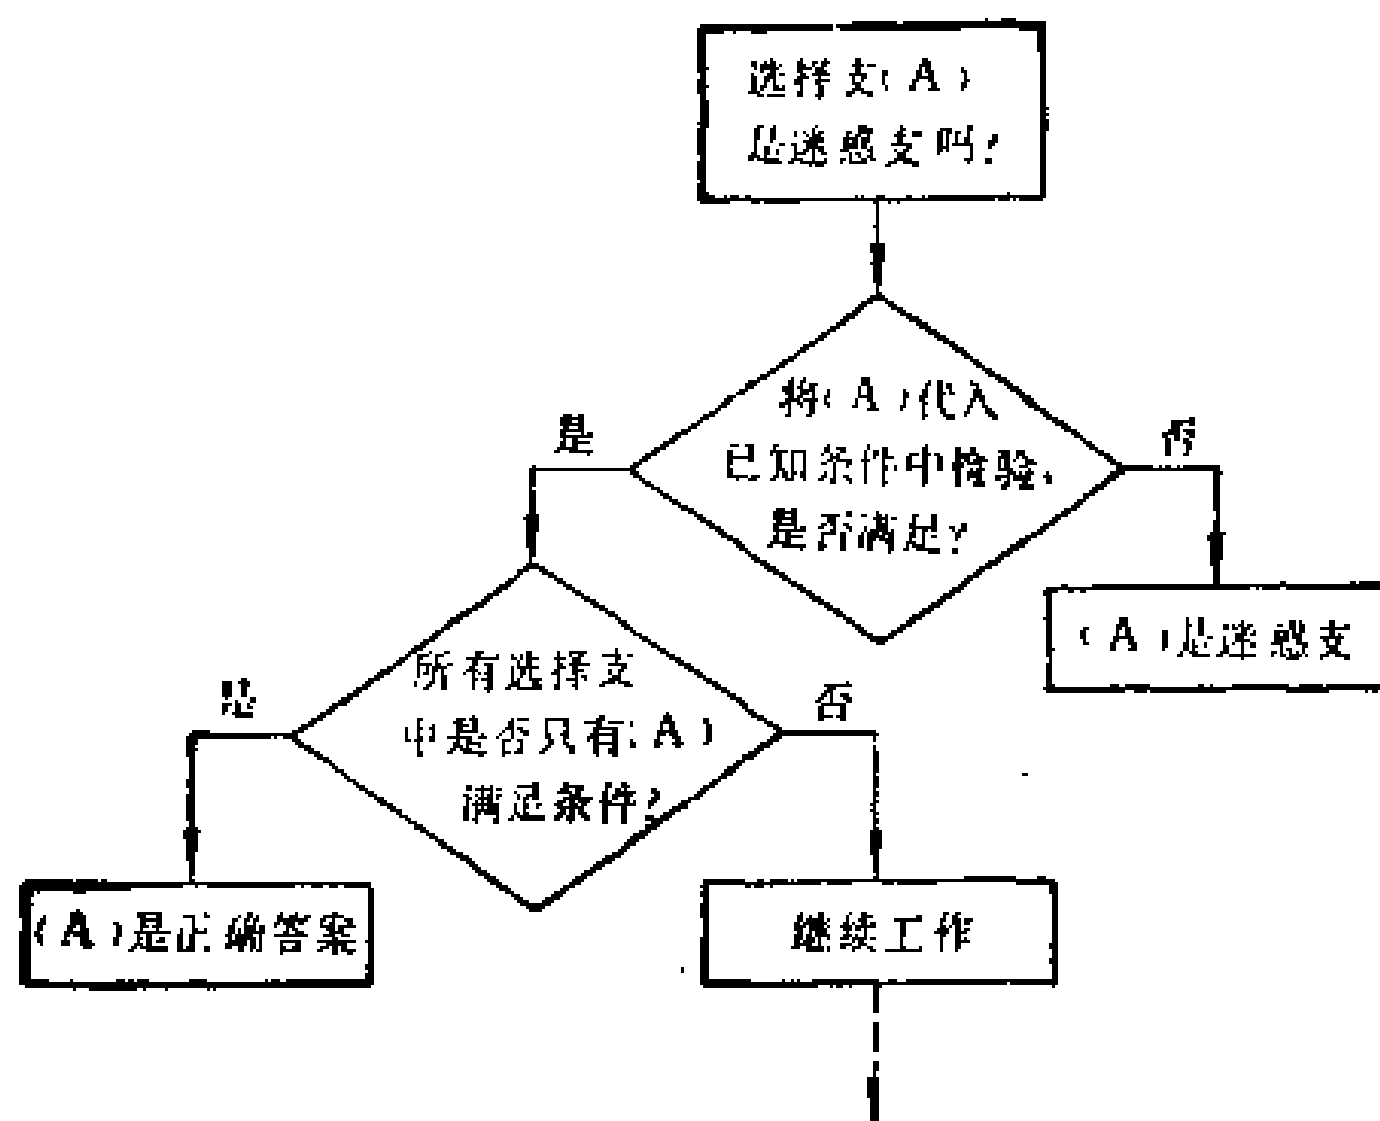 选择支(A)
是迷惑支吗?
将(A)代入
已知条件中检验,
是否满足?
是
否
(A)是迷惑支
所有选择支
中是否只有(A)
满足条件?
是
否
(A)是正确答案
继续工作